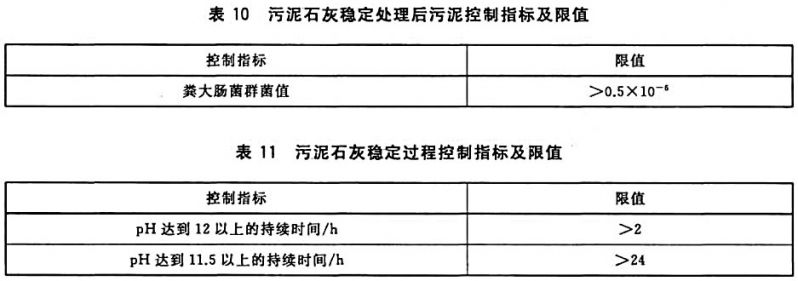 表 10 污泥石灰稳定处理后污泥控制指标及限值
控制指标 限值
粪大肠菌群菌值 >0.5×10⁻⁶
表 11 污泥石灰稳定过程控制指标及限值
控制指标 限值
pH 达到 12 以上的持续时间/h >2
pH 达到 11.5 以上的持续时间/h >24